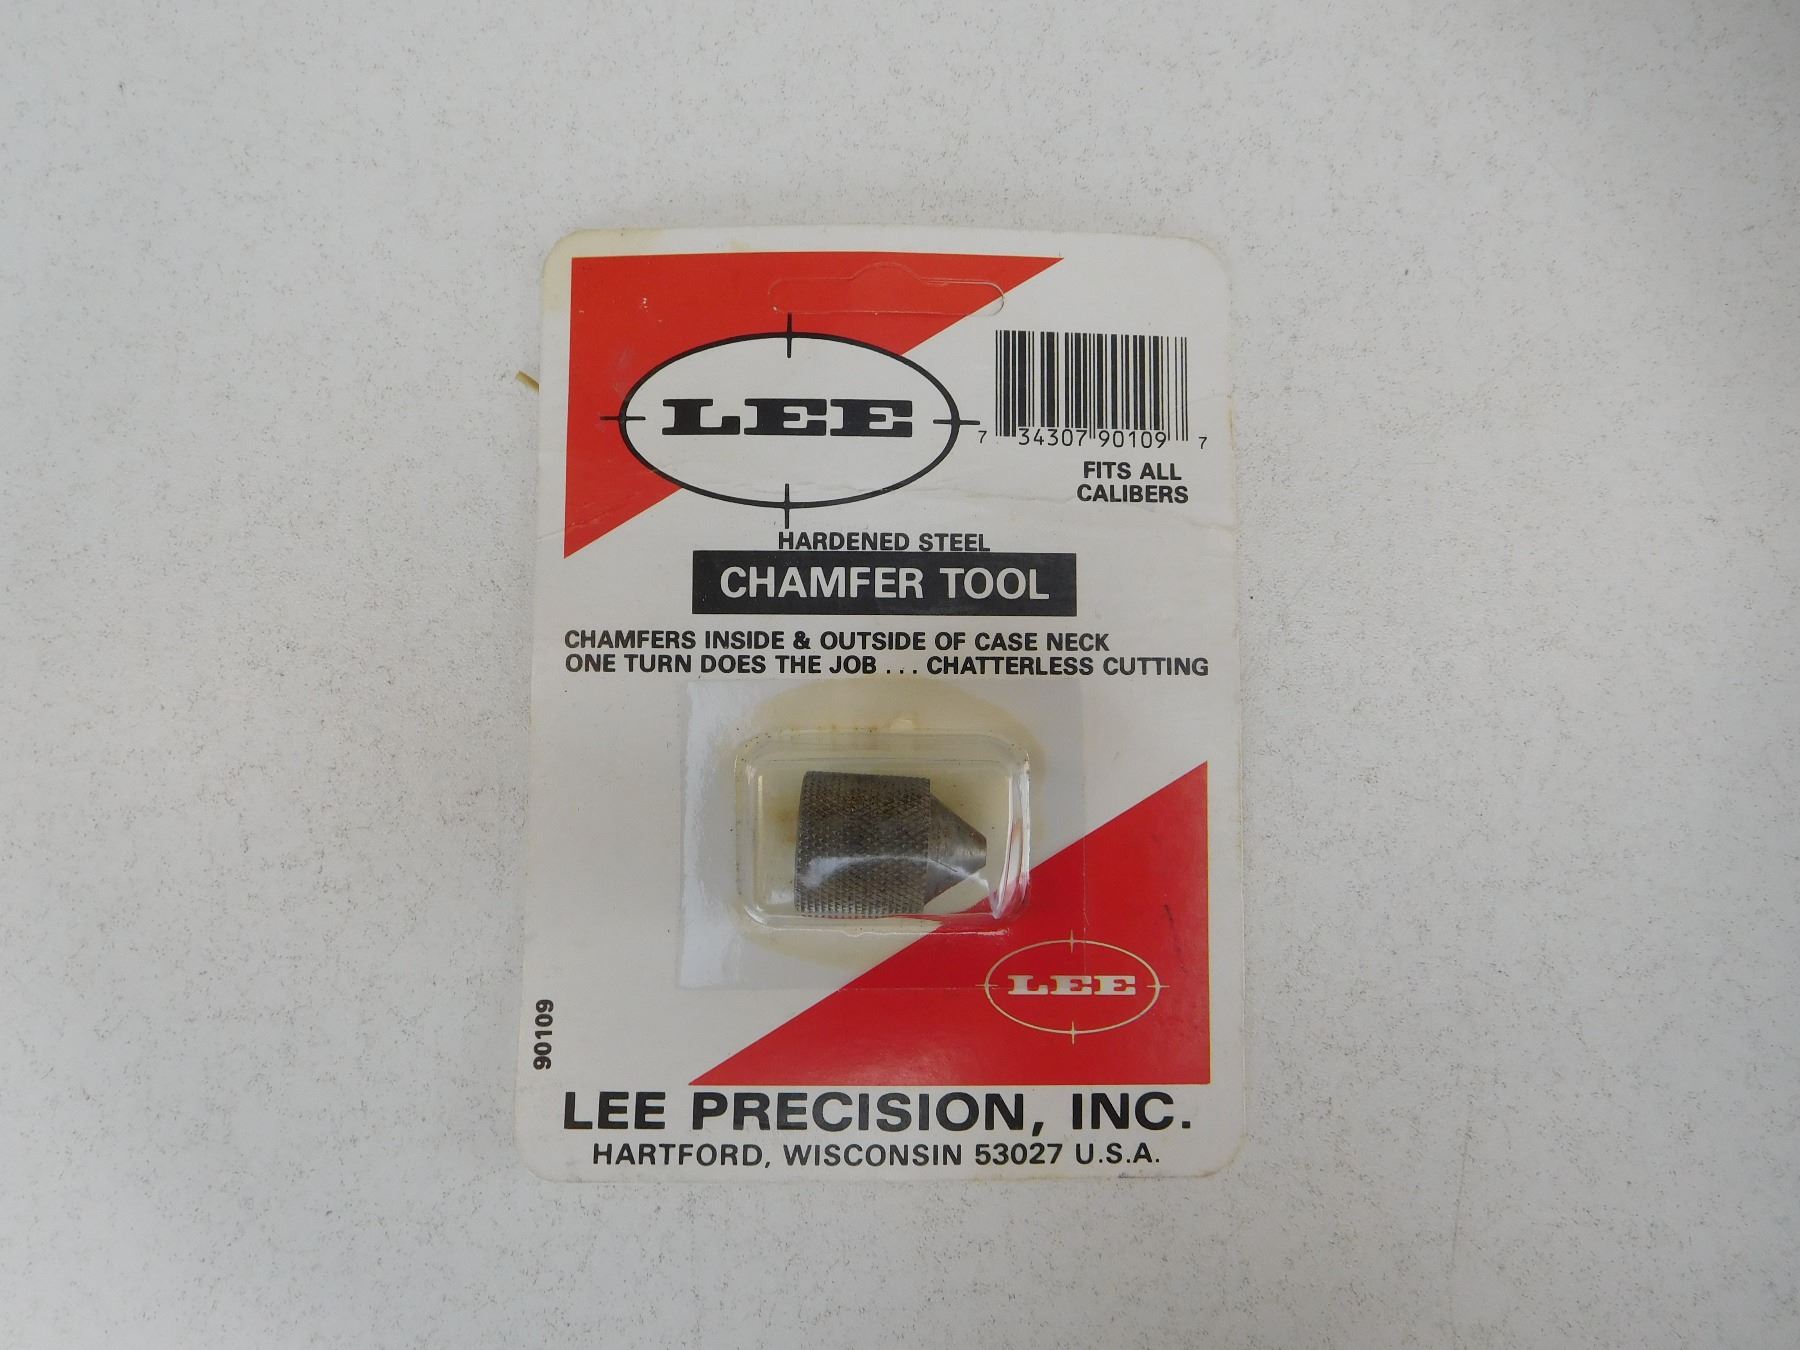 LEE
7 34307 90109 7
FITS ALL
CALIBERS
HARDENED STEEL
CHAMFER TOOL
CHAMFERS INSIDE & OUTSIDE OF CASE NECK
ONE TURN DOES THE JOB . . . CHATTERLESS CUTTING
LEE
90109
LEE PRECISION, INC.
HARTFORD, WISCONSIN 53027 U.S.A.